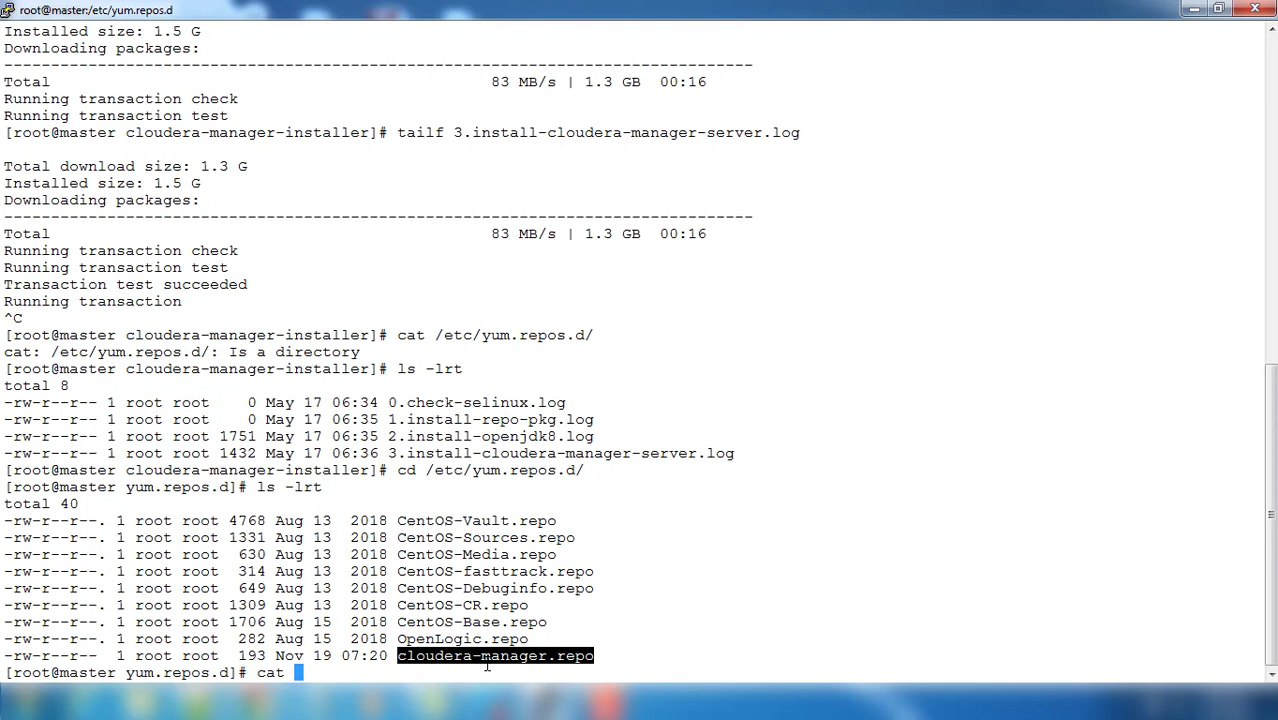 root@master:/etc/yum.repos.d
Installed size: 1.5 G
Downloading packages:
--------------------------------------------------------------------------------
Total                                               83 MB/s | 1.3 GB  00:16
Running transaction check
Running transaction test
[root@master cloudera-manager-installer]# tailf 3.install-cloudera-manager-server.log
Total download size: 1.3 G
Installed size: 1.5 G
Downloading packages:
--------------------------------------------------------------------------------
Total                                               83 MB/s | 1.3 GB  00:16
Running transaction check
Running transaction test
Transaction test succeeded
Running transaction
^C
[root@master cloudera-manager-installer]# cat /etc/yum.repos.d/
cat: /etc/yum.repos.d/: Is a directory
[root@master cloudera-manager-installer]# ls -lrt
total 8
-rw-r--r-- 1 root root    0 May 17 06:34 0.check-selinux.log
-rw-r--r-- 1 root root    0 May 17 06:35 1.install-repo-pkg.log
-rw-r--r-- 1 root root 1751 May 17 06:35 2.install-openjdk8.log
-rw-r--r-- 1 root root 1432 May 17 06:36 3.install-cloudera-manager-server.log
[root@master cloudera-manager-installer]# cd /etc/yum.repos.d/
[root@master yum.repos.d]# ls -lrt
total 40
-rw-r--r--. 1 root root 4768 Aug 13  2018 CentOS-Vault.repo
-rw-r--r--. 1 root root 1331 Aug 13  2018 CentOS-Sources.repo
-rw-r--r--. 1 root root  630 Aug 13  2018 CentOS-Media.repo
-rw-r--r--. 1 root root  314 Aug 13  2018 CentOS-fasttrack.repo
-rw-r--r--. 1 root root  649 Aug 13  2018 CentOS-Debuginfo.repo
-rw-r--r--. 1 root root 1309 Aug 13  2018 CentOS-CR.repo
-rw-r--r--. 1 root root 1706 Aug 15  2018 CentOS-Base.repo
-rw-r--r--. 1 root root  282 Aug 15  2018 OpenLogic.repo
-rw-r--r--  1 root root  193 Nov 19 07:20 cloudera-manager.repo
[root@master yum.repos.d]# cat